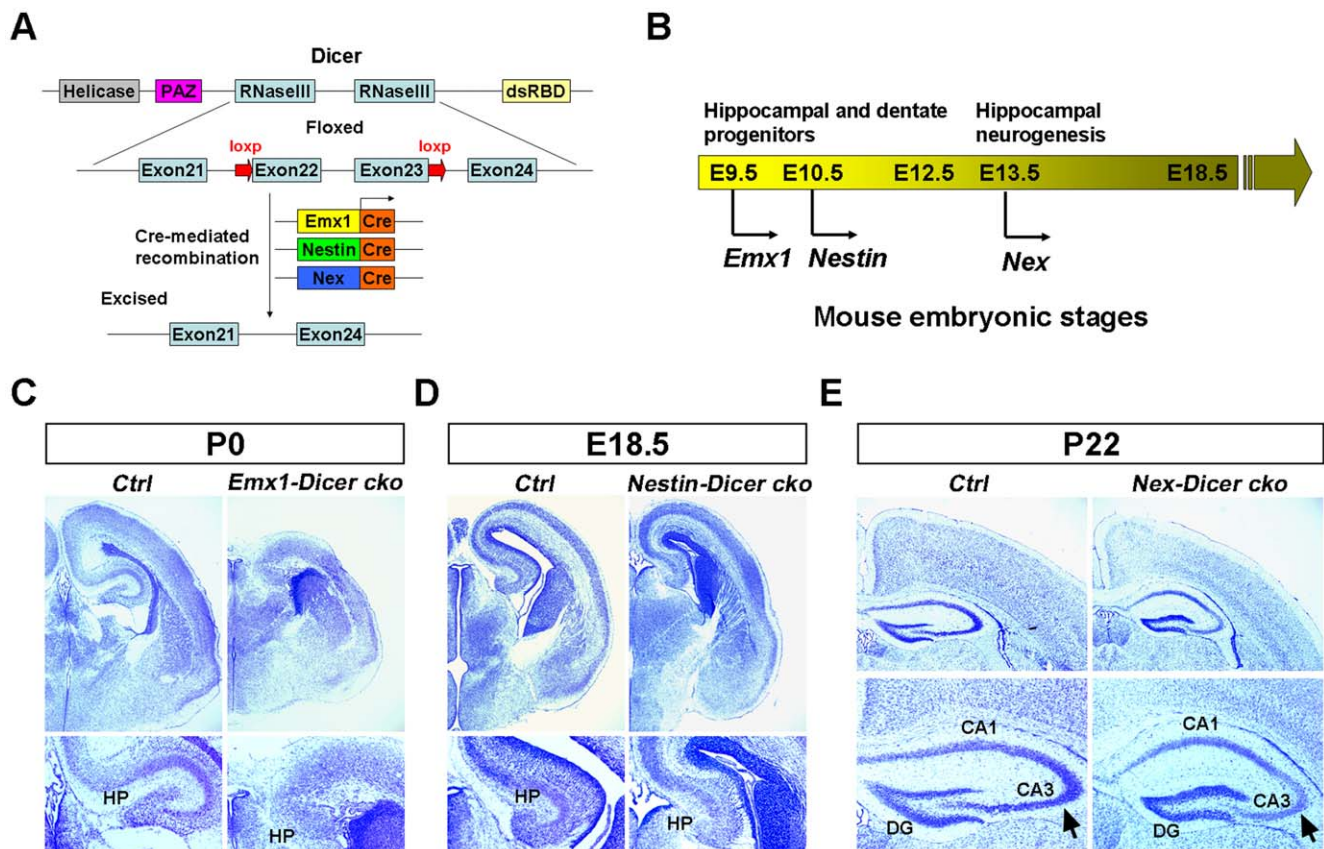 A
Dicer
Helicase PAZ RNaseIII RNaseIII dsRBD
Floxed
loxp loxp
Exon21 Exon22 Exon23 Exon24
Cre-mediated
recombination
Emx1 Cre
Nestin Cre
Nex Cre
Excised
Exon21 Exon24
B
Hippocampal and dentate
progenitors
Hippocampal
neurogenesis
E9.5 E10.5 E12.5 E13.5 E18.5
Emx1 Nestin Nex
Mouse embryonic stages
C
P0
Ctrl Emx1-Dicer cko
HP HP
D
E18.5
Ctrl Nestin-Dicer cko
HP HP
E
P22
Ctrl Nex-Dicer cko
CA1 CA1
CA3 CA3
DG DG